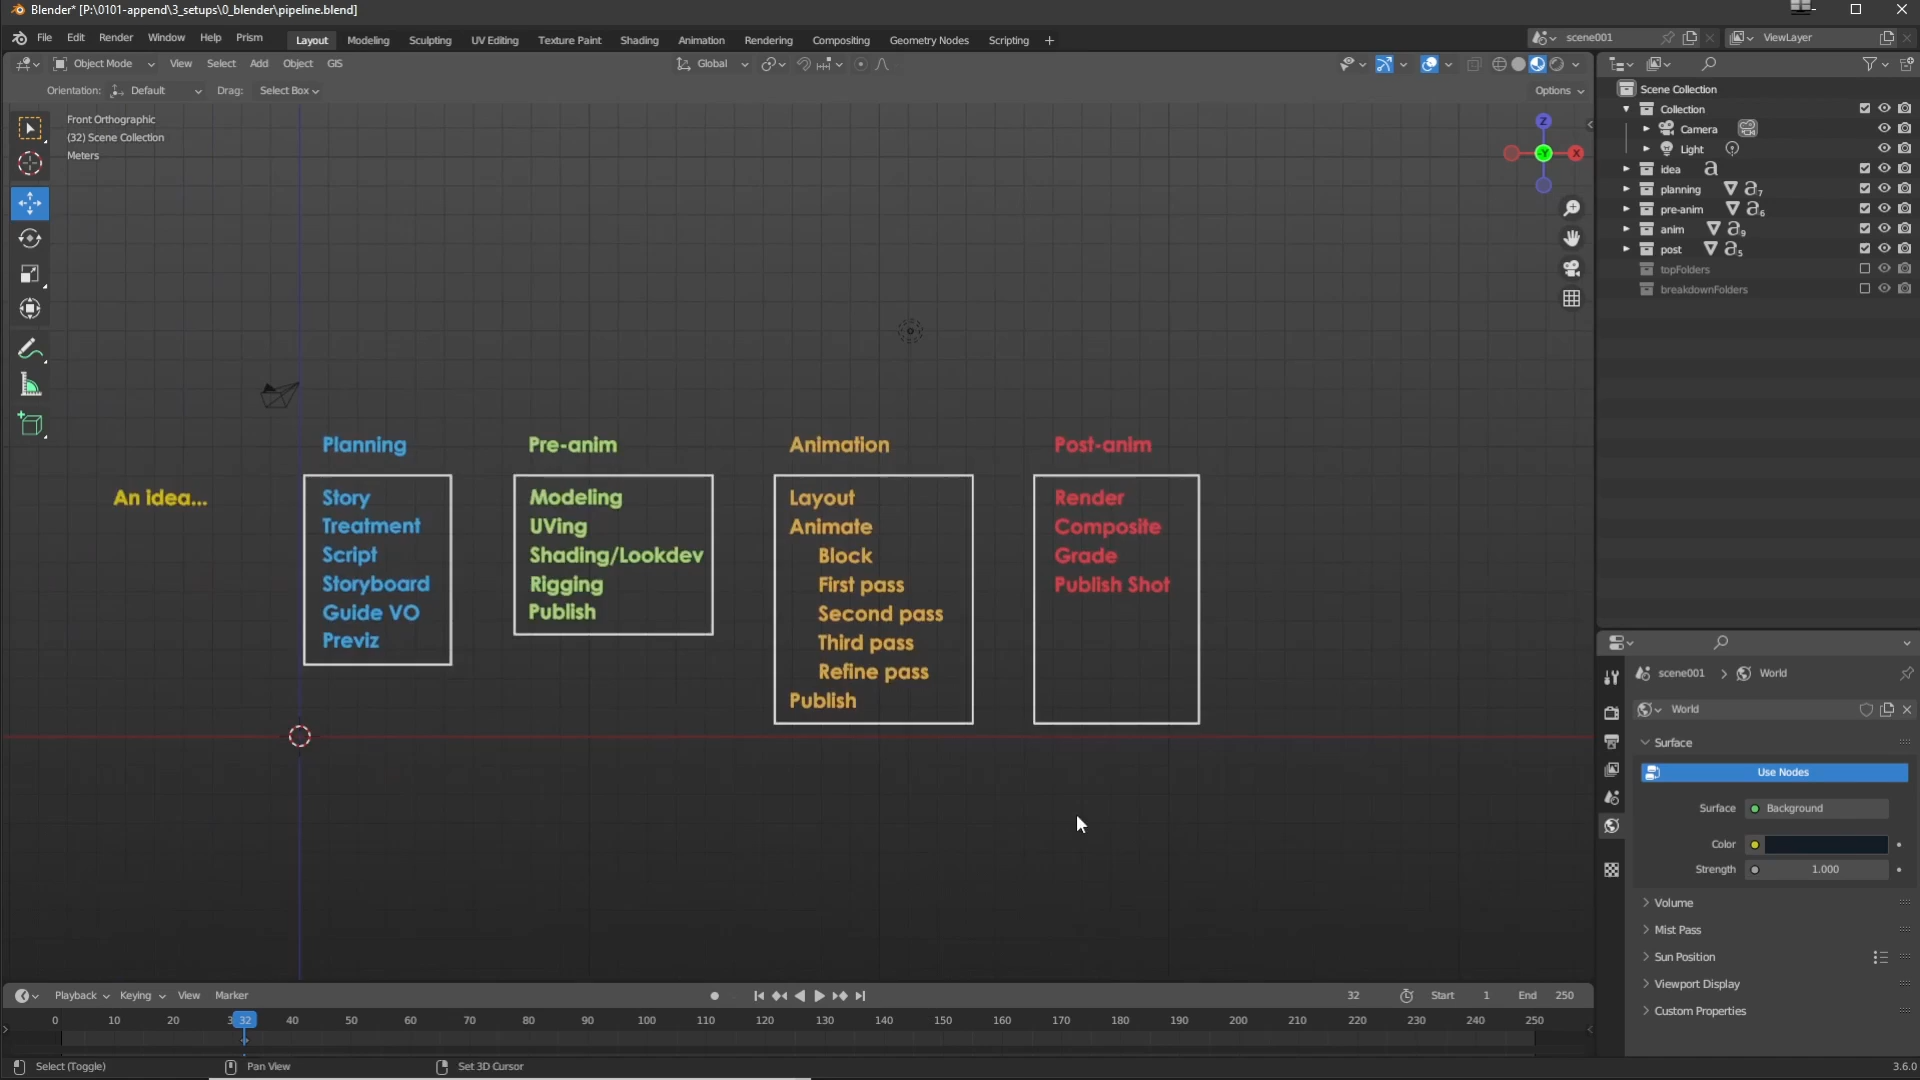 Blender* [P:\0101-append\3_setups\0_blender\pipeline.blend]
File Edit Render Window Help Prism Layout Modeling Sculpting UV Editing Texture Paint Shading Animation Rendering Compositing Geometry Nodes Scripting + scene001 ViewLayer
Object Mode View Select Add Object GIS Global
Orientation: Default Drag: Select Box Options
Front Orthographic
(32) Scene Collection
Meters
Z
-Y X
Planning Pre-anim Animation Post-anim
An idea...
Story
Treatment
Script
Storyboard
Guide VO
Previz
Modeling
UVing
Shading/Lookdev
Rigging
Publish
Layout
Animate
Block
First pass
Second pass
Third pass
Refine pass
Publish
Render
Composite
Grade
Publish Shot
Scene Collection
Collection
Camera
Light
idea
planning 7
pre-anim 6
anim 9
post 5
topFolders
breakdownFolders
scene001 > World
World
Surface
Use Nodes
Surface Background
Color
Strength 1.000
Volume
Mist Pass
Sun Position
Viewport Display
Custom Properties
Playback Keying View Marker 32 Start 1 End 250
0 10 20 3 32 40 50 60 70 80 90 100 110 120 130 140 150 160 170 180 190 200 210 220 230 240 250
Select (Toggle) Pan View Set 3D Cursor 3.6.0